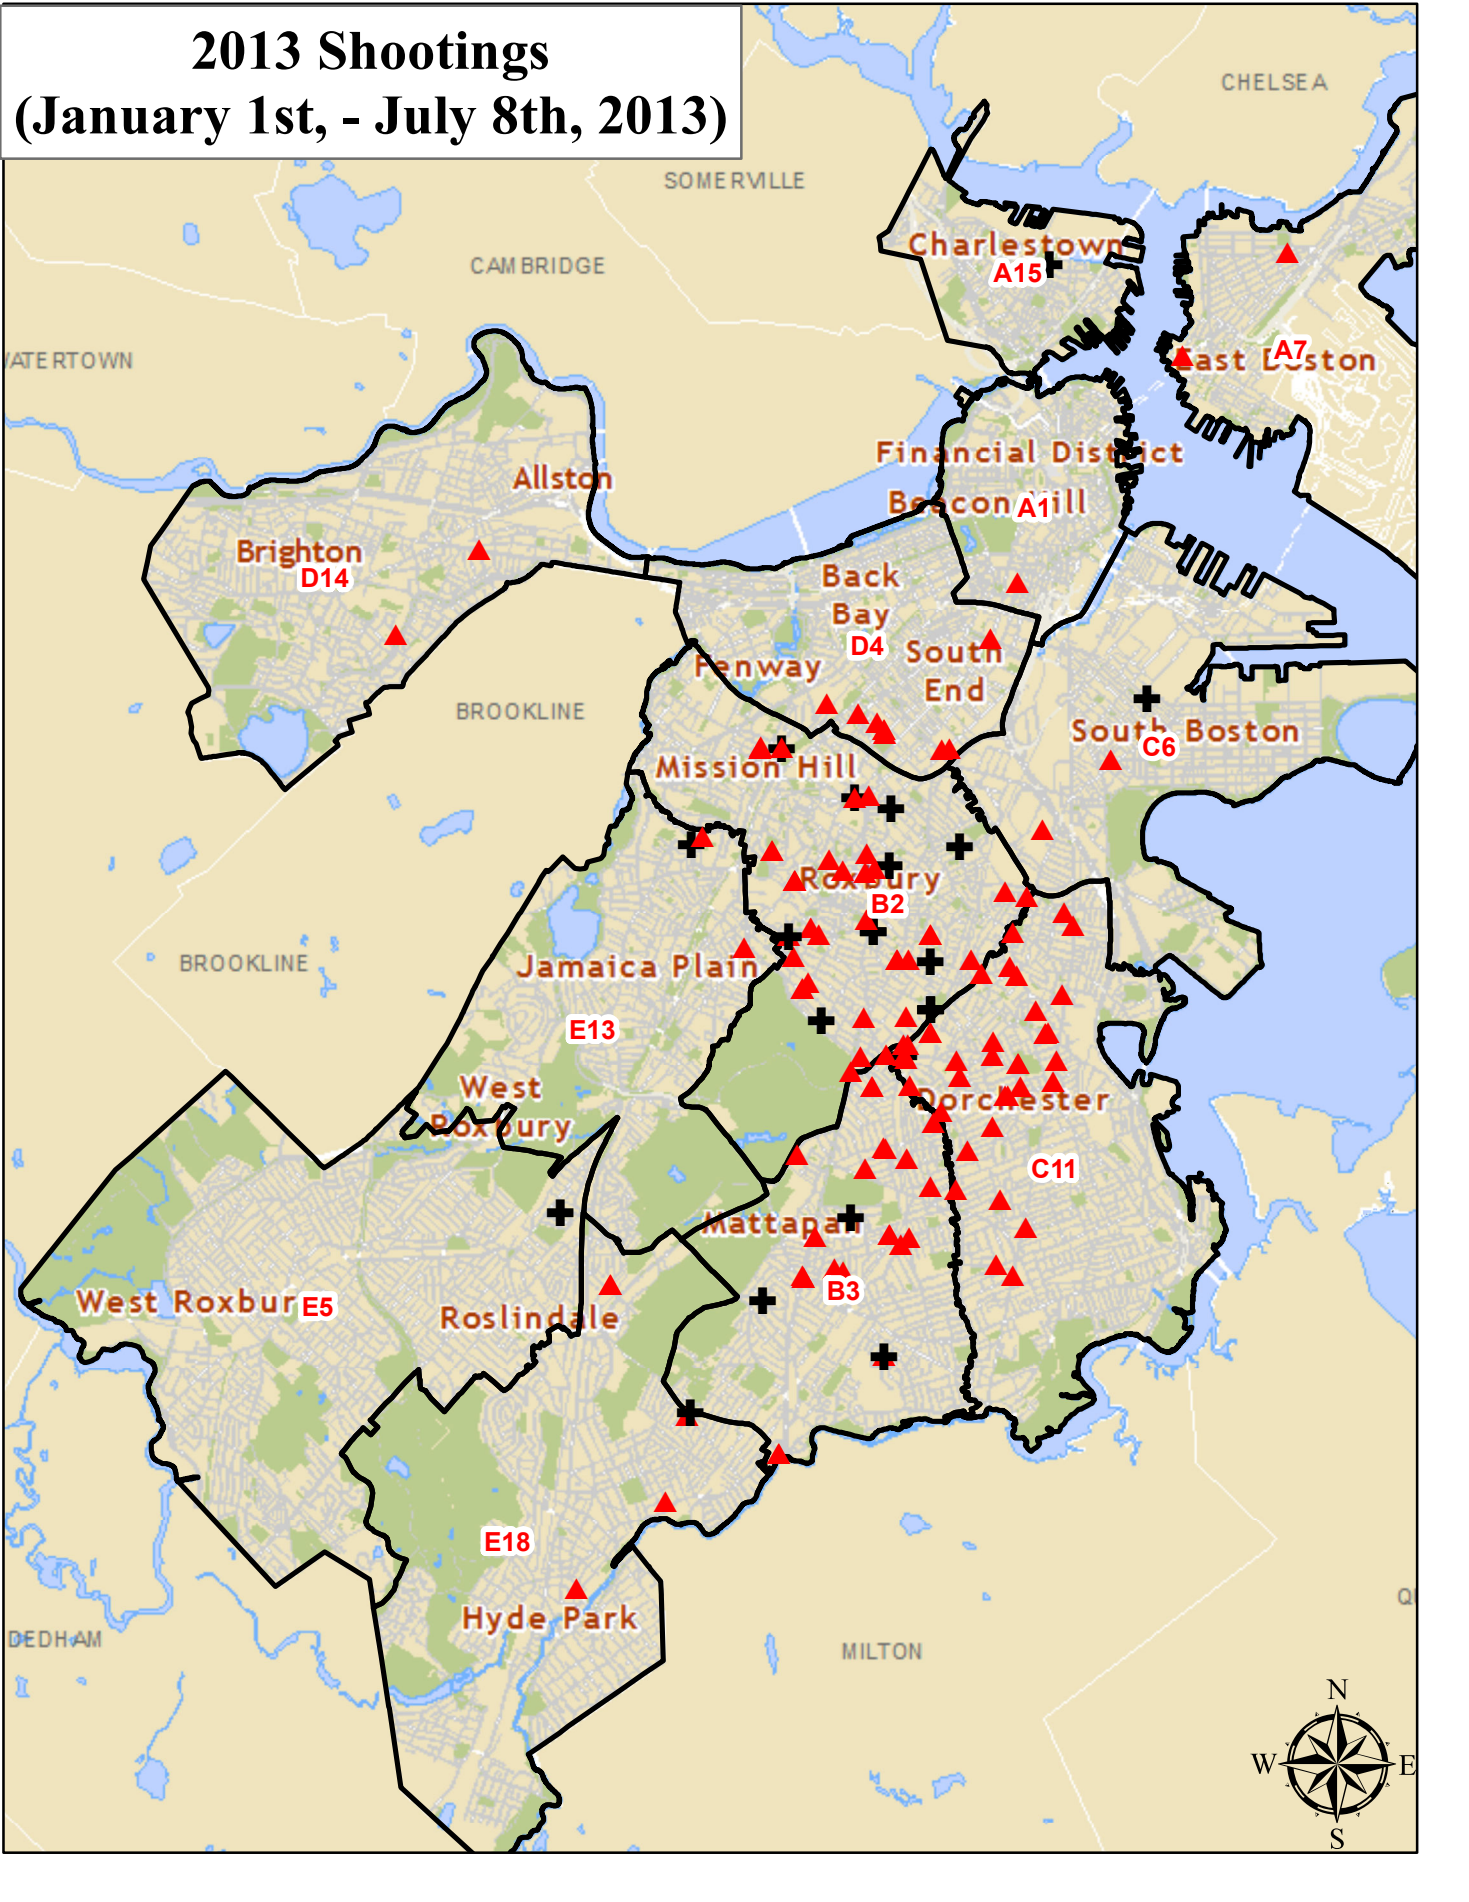 2013 Shootings
(January 1st, - July 8th, 2013)
CHELSEA
SOMERVILLE
Charlestown
A15
CAMBRIDGE
A7
East Boston
WATERTOWN
Financial District
Allston
Beacon Hill
A1
Brighton
D14
Back
Bay
D4
South
End
Fenway
BROOKLINE
South Boston
C6
Mission Hill
Roxbury
B2
BROOKLINE
Jamaica Plain
E13
West
Roxbury
Dorchester
C11
Mattapan
B3
West Roxbur
E5
Roslindale
E18
Hyde Park
DEDHAM
MILTON
QU
N
W
E
S